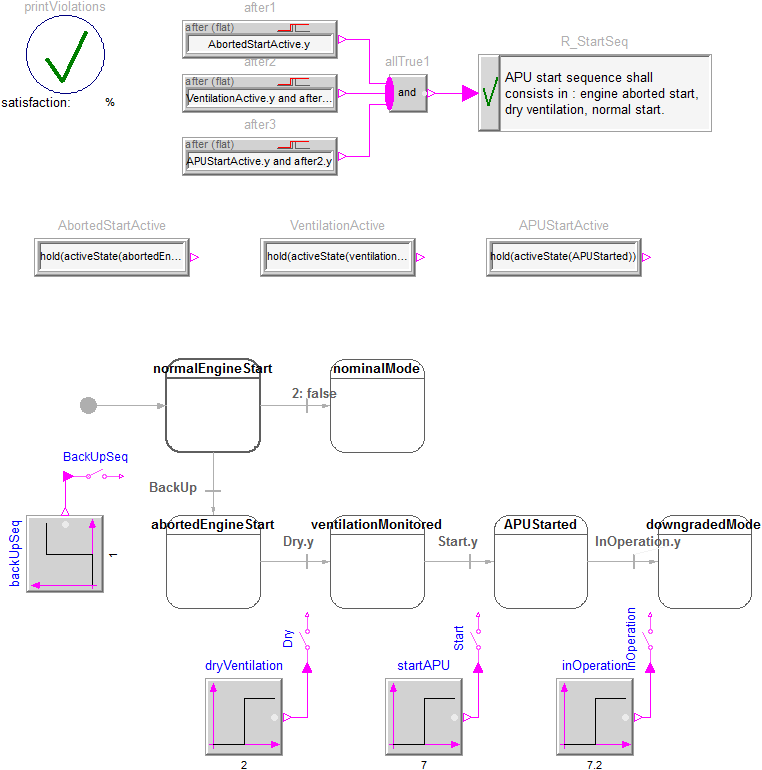 printViolations
satisfaction: %
after1
after (flat)
AbortedStartActive.y
after2
after (flat)
VentilationActive.y and after...
after3
after (flat)
APUStartActive.y and after2.y
allTrue1
and
R_StartSeq
APU start sequence shall
consists in : engine aborted start,
dry ventilation, normal start.
AbortedStartActive
hold(activeState(abortedEn...
VentilationActive
hold(activeState(ventilation...
APUStartActive
hold(activeState(APUStarted))
normalEngineStart
2: false
nominalMode
BackUp
BackUpSeq
backUpSeq
1
abortedEngineStart
Dry.y
ventilationMonitored
Start.y
APUStarted
InOperation.y
downgradedMode
Dry
dryVentilation
2
Start
startAPU
7
InOperation
inOperation
7.2